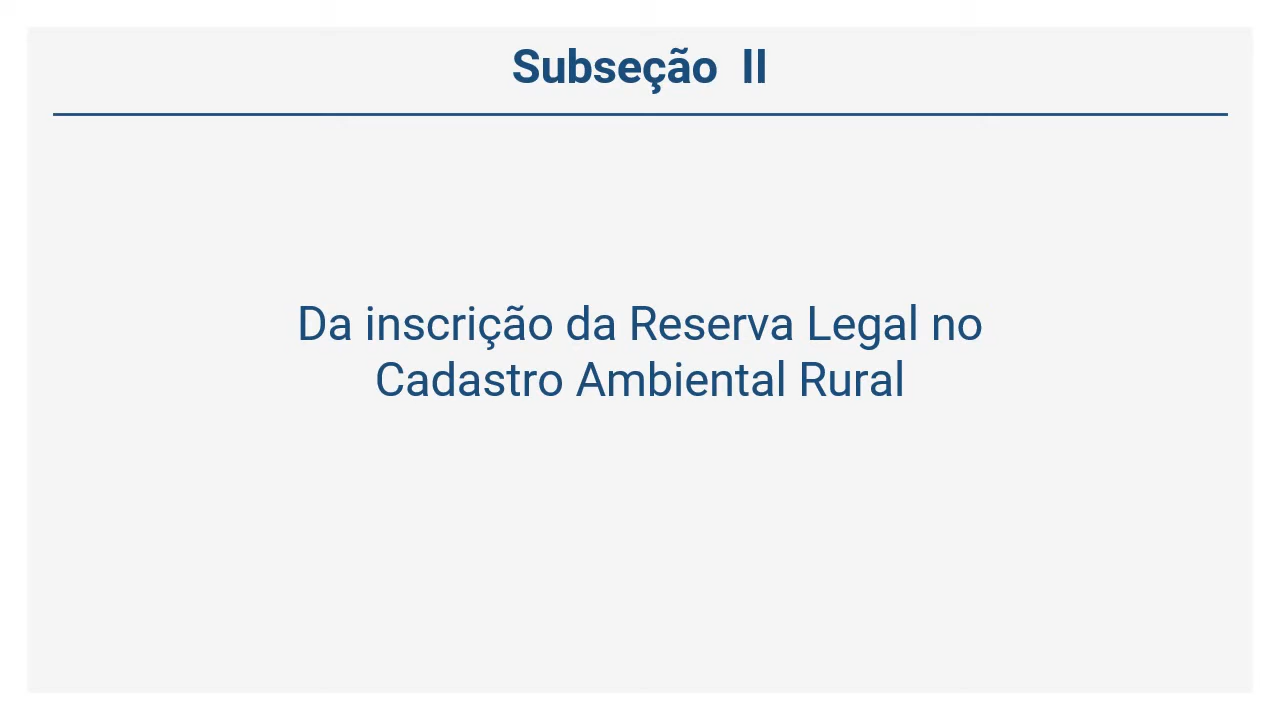 Subseção II
Da inscrição da Reserva Legal no
Cadastro Ambiental Rural